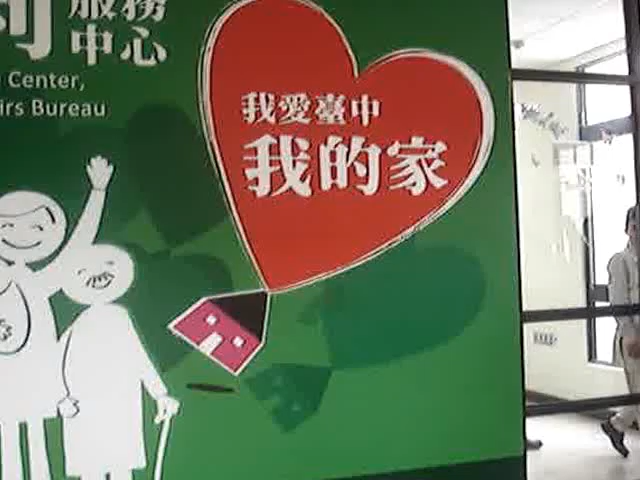 服務
中心
Center,
irs Bureau
我愛臺中
我的家